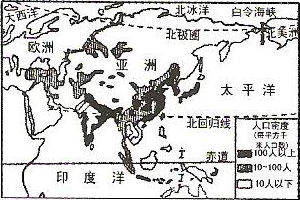 大西洋
北冰洋
白令海峡
欧洲
北极圈
北美洲
亚洲
太平洋
北回归线
赤道
印度洋
人口密度
(每平方千
米人口数)
100人以上
10-100人
10人以下